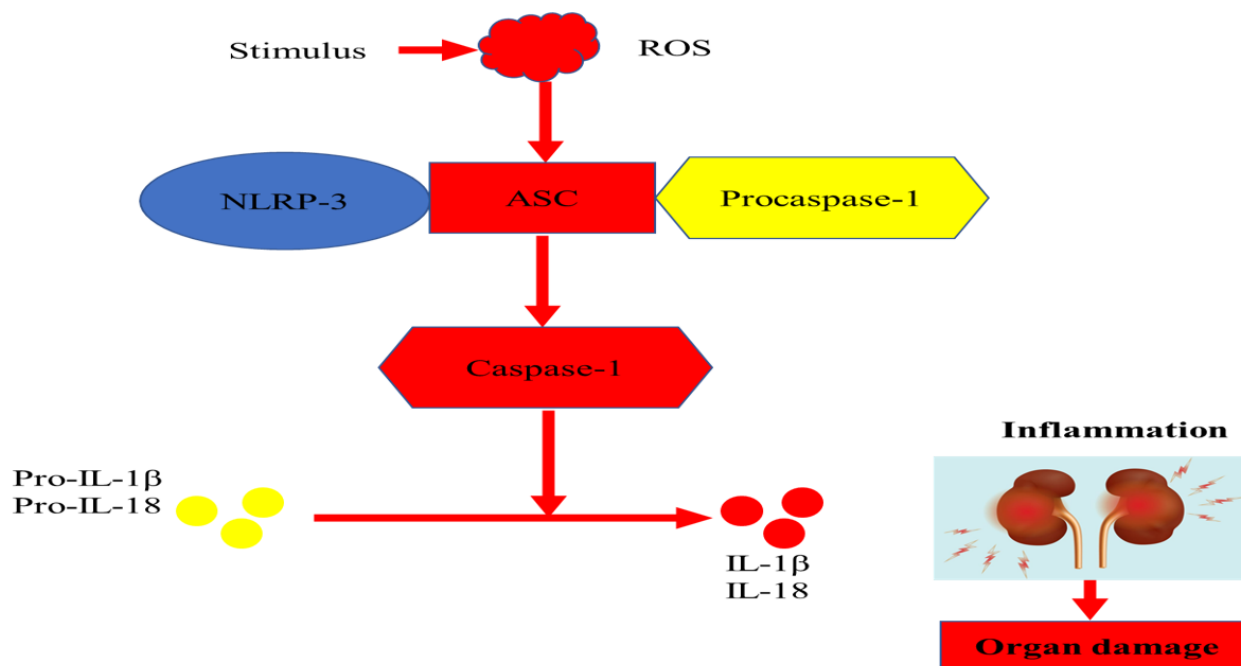 Stimulus
ROS
NLRP-3
ASC
Procaspase-1
Caspase-1
Pro-IL-1β
Pro-IL-18
IL-1β
IL-18
Inflammation
Organ damage